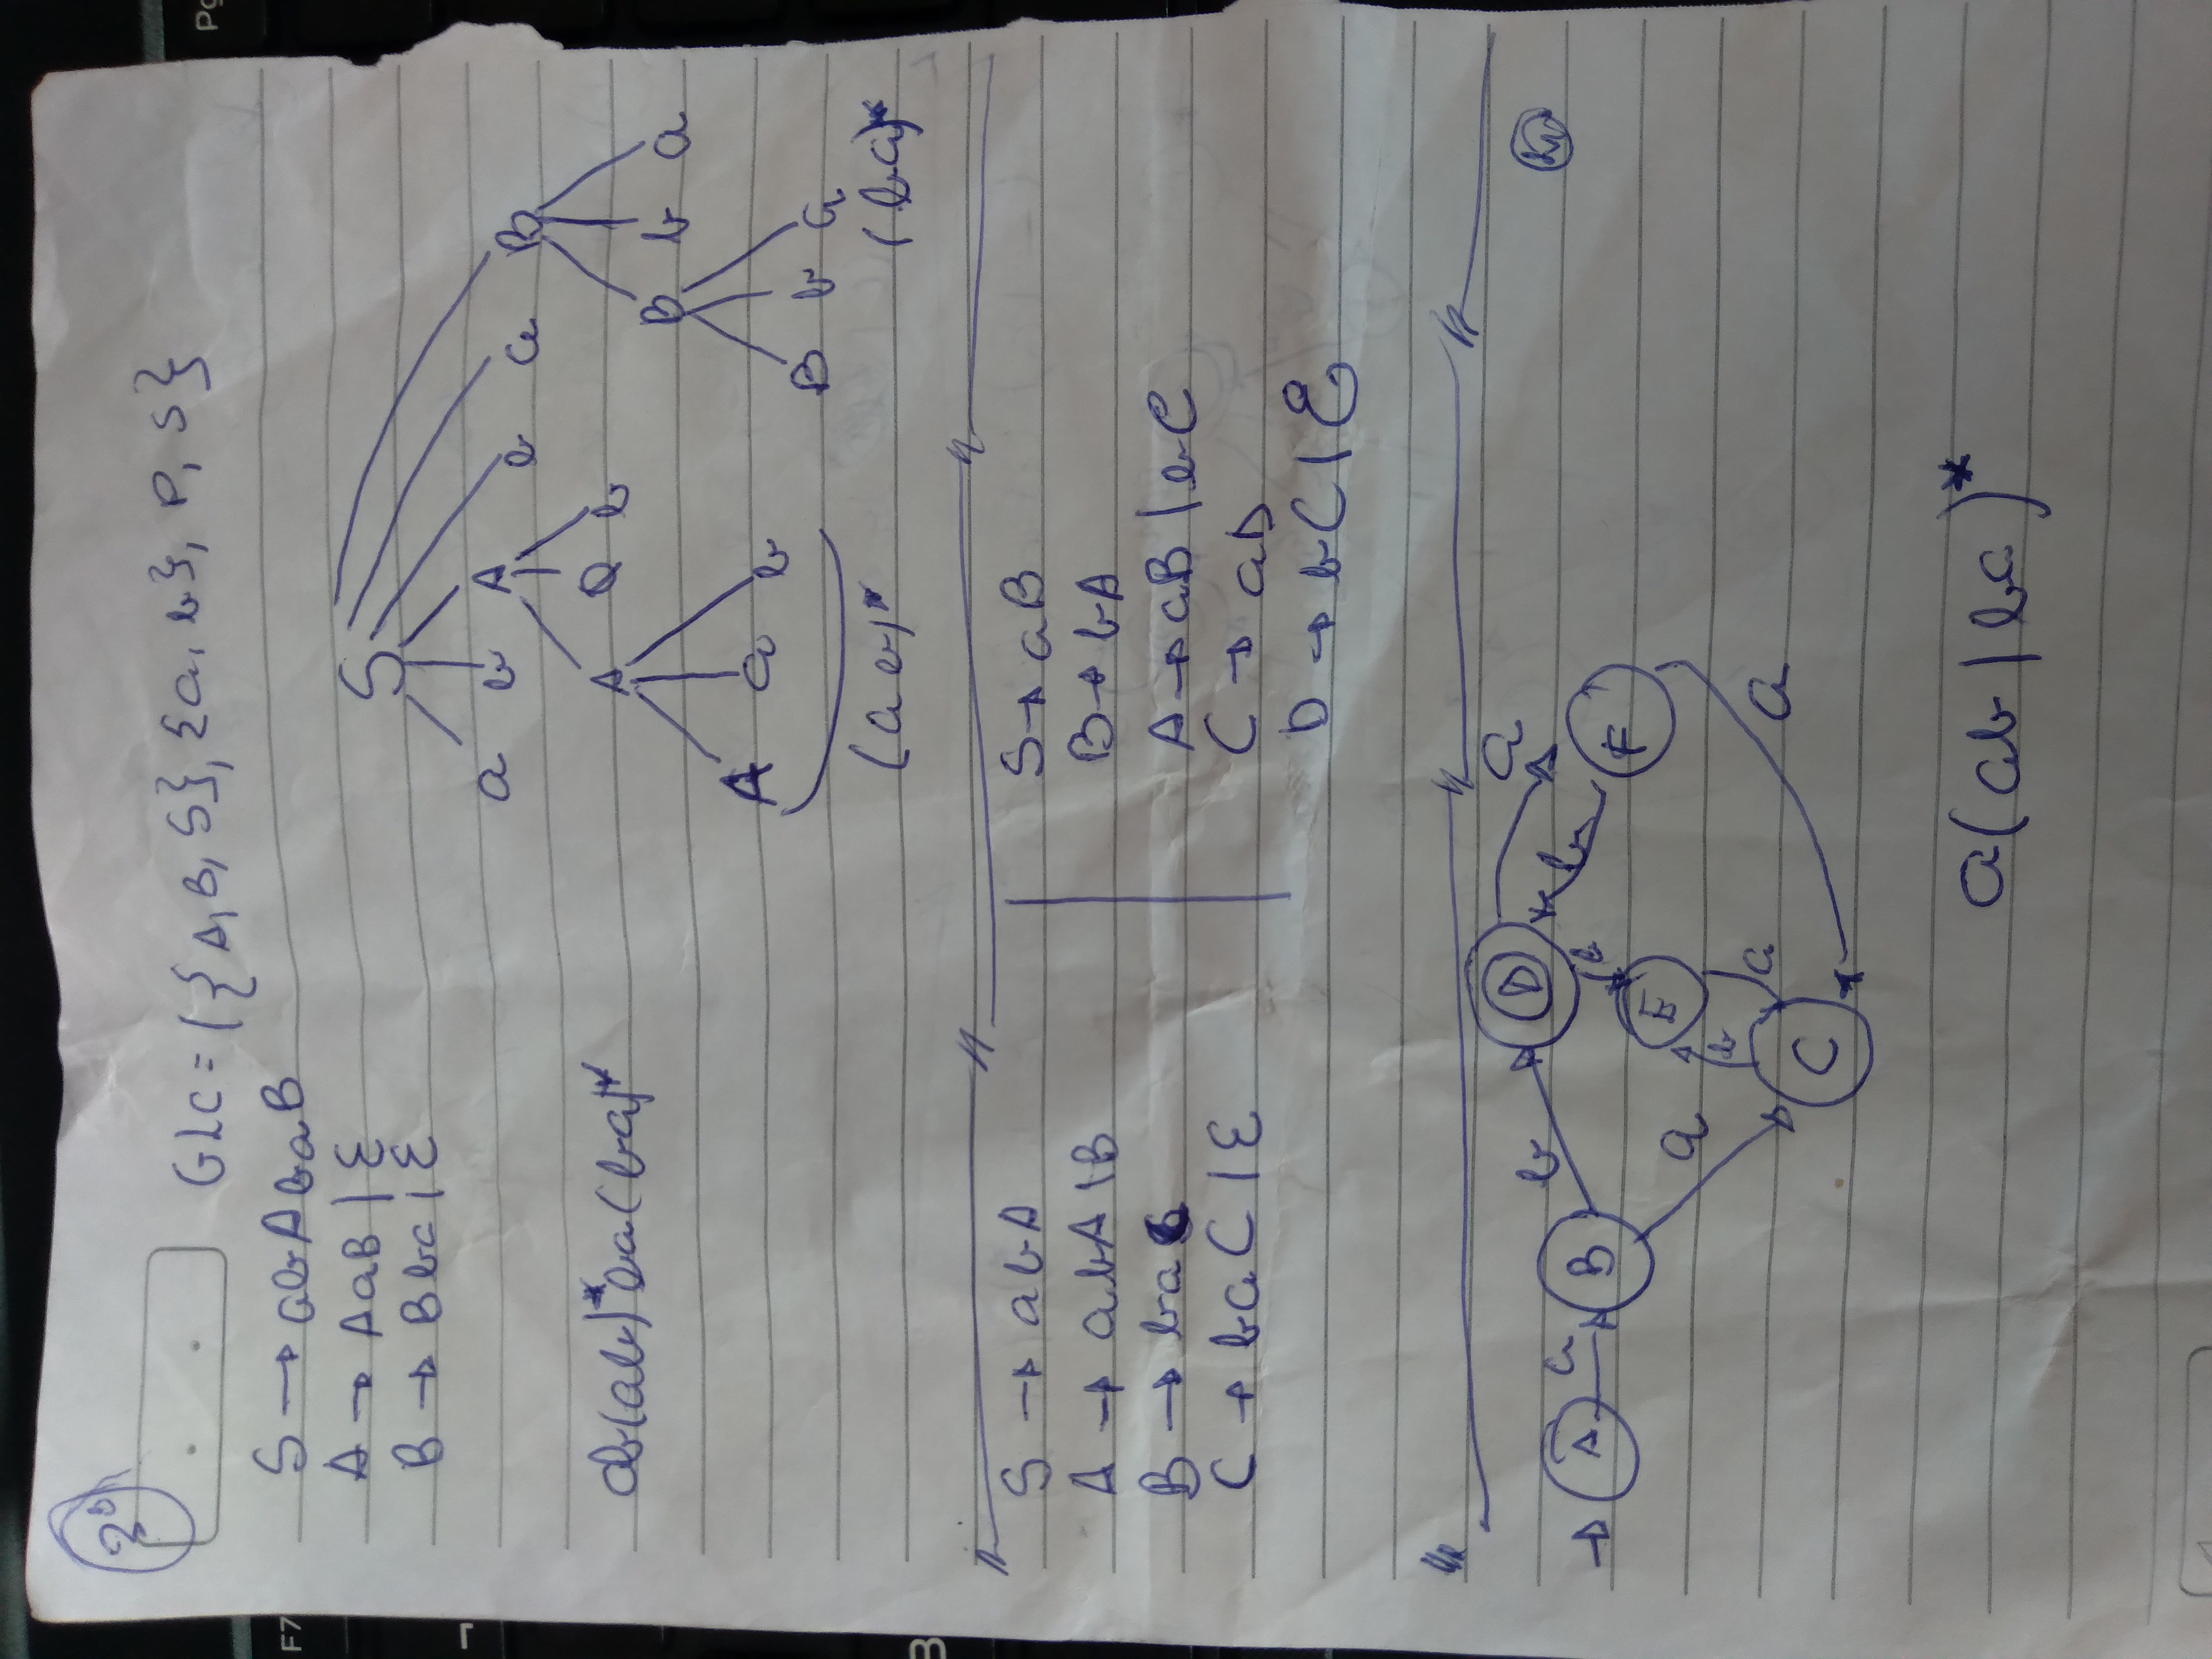 3º
GLC = ({A, B, S}, {a, b}, P, S}
S → abAbaB
A → AaB | ε
B → Bba | ε
S
a b A b a B
ab(ab)*ba(ba)*
A a b
B b a
A a b
B b a
(ab)*
(ba)*
S → abA
A → abA | B
B → baC
C → baC | ε
S → aB
B → bA
A → aB | bC
C → aD
D → bC | ε
a
D
b
A a B
b
b
F
E
a
b
a
a
C
a(ab | ba)*
F7
B